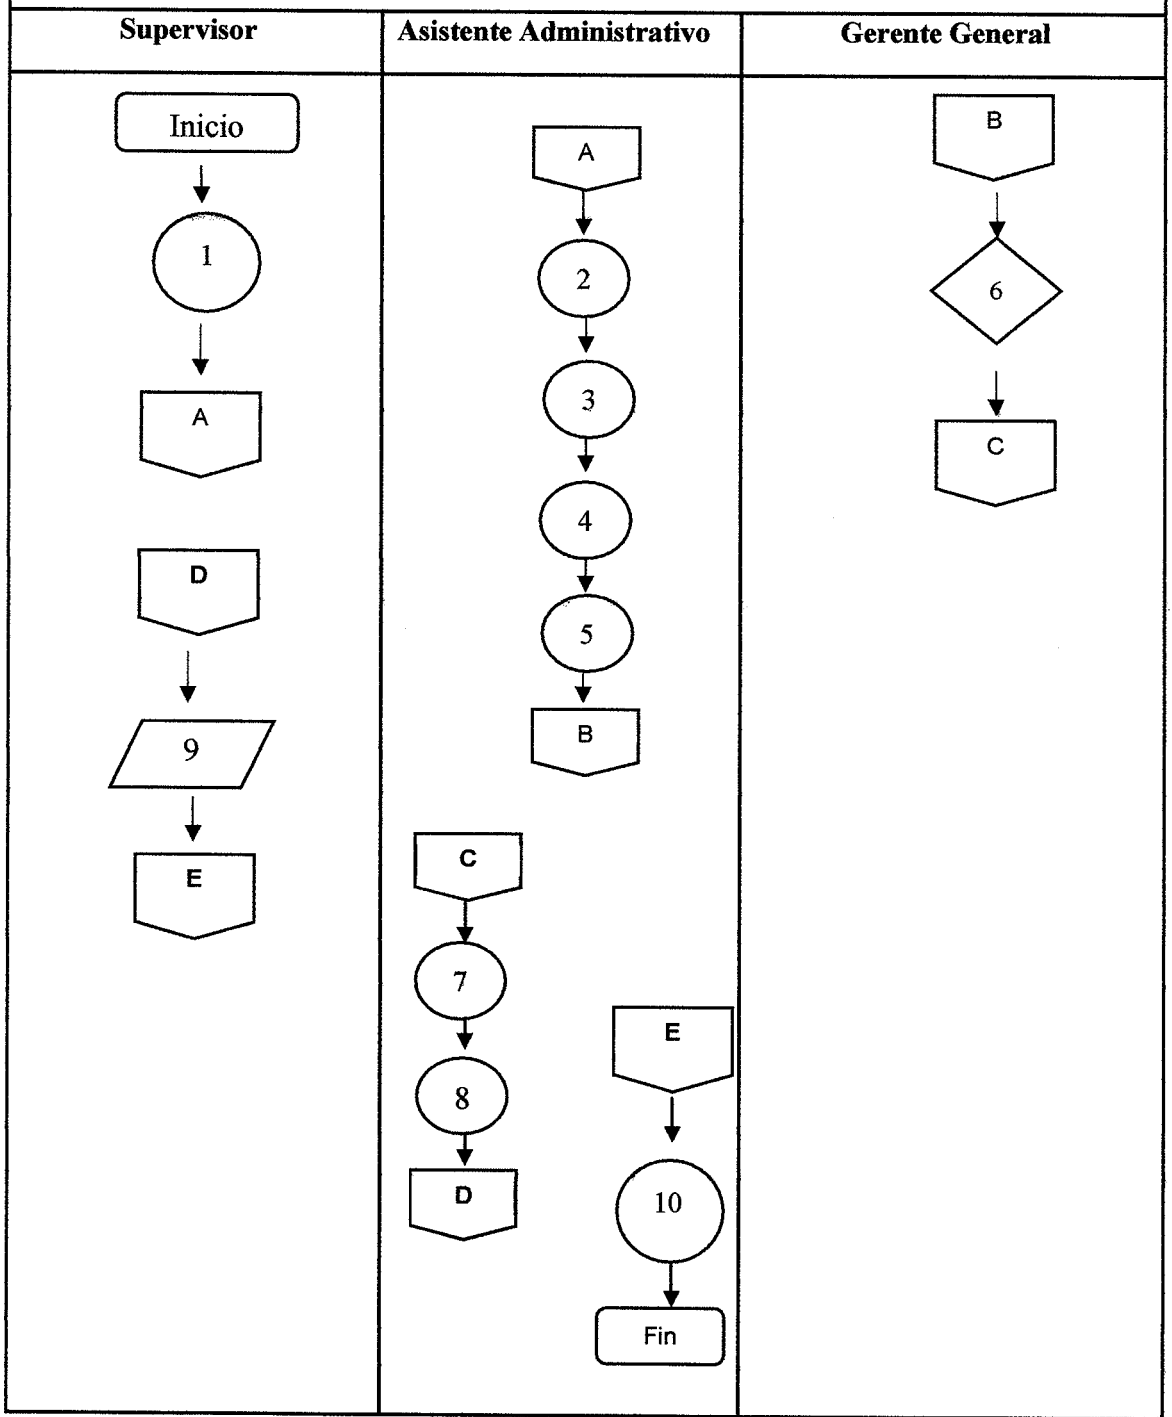 Supervisor
Inicio
1
A
D
9
E
Asistente Administrativo
A
2
3
4
5
B
C
7
8
D
E
10
Fin
Gerente General
B
6
C